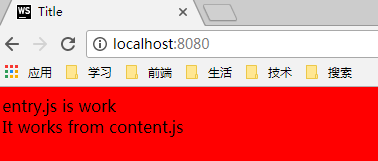 WS Title
localhost:8080
应用 学习 前端 生活 技术 搜索
entry.js is work
It works from content.js